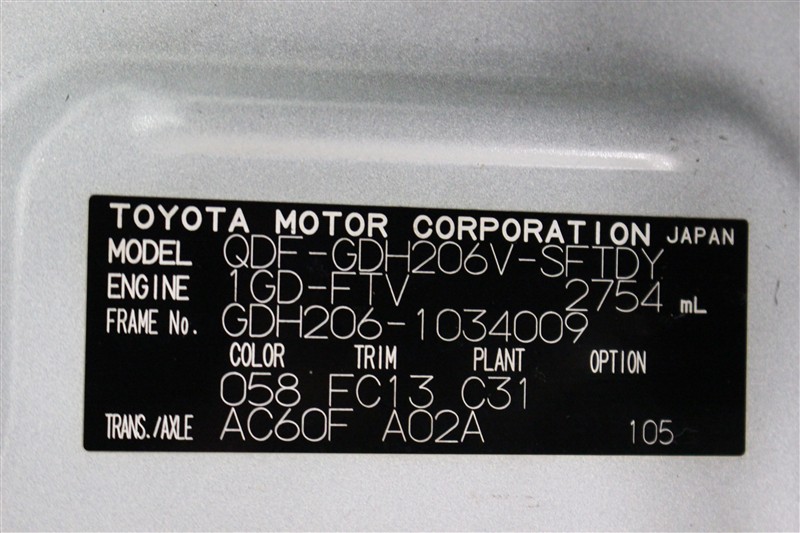 TOYOTA MOTOR CORPORATION JAPAN
MODEL QDF-GDH206V-SFTDY
ENGINE 1GD-FTV 2754 mL
FRAME No. GDH206-1034009
COLOR TRIM PLANT OPTION
058 FC13 C31
TRANS./AXLE AC60F A02A 105